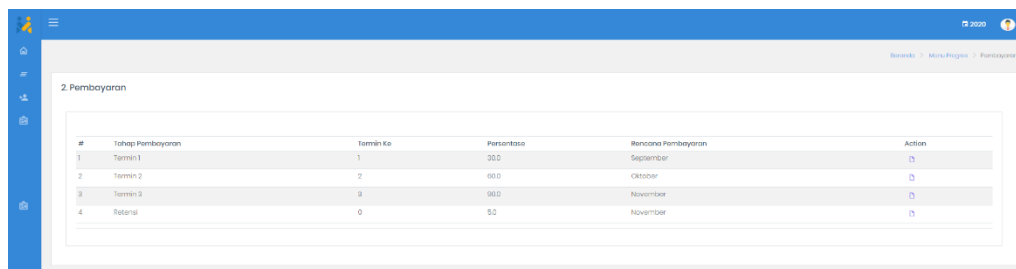 2020
Beranda > Menu Progres > Pembayaran
2. Pembayaran
# Tahap Pembayaran Termin Ke Persentase Rencana Pembayaran Action
1 Termin 1 1 30.0 September
2 Termin 2 2 60.0 Oktober
3 Termin 3 3 90.0 November
4 Retensi 0 5.0 November